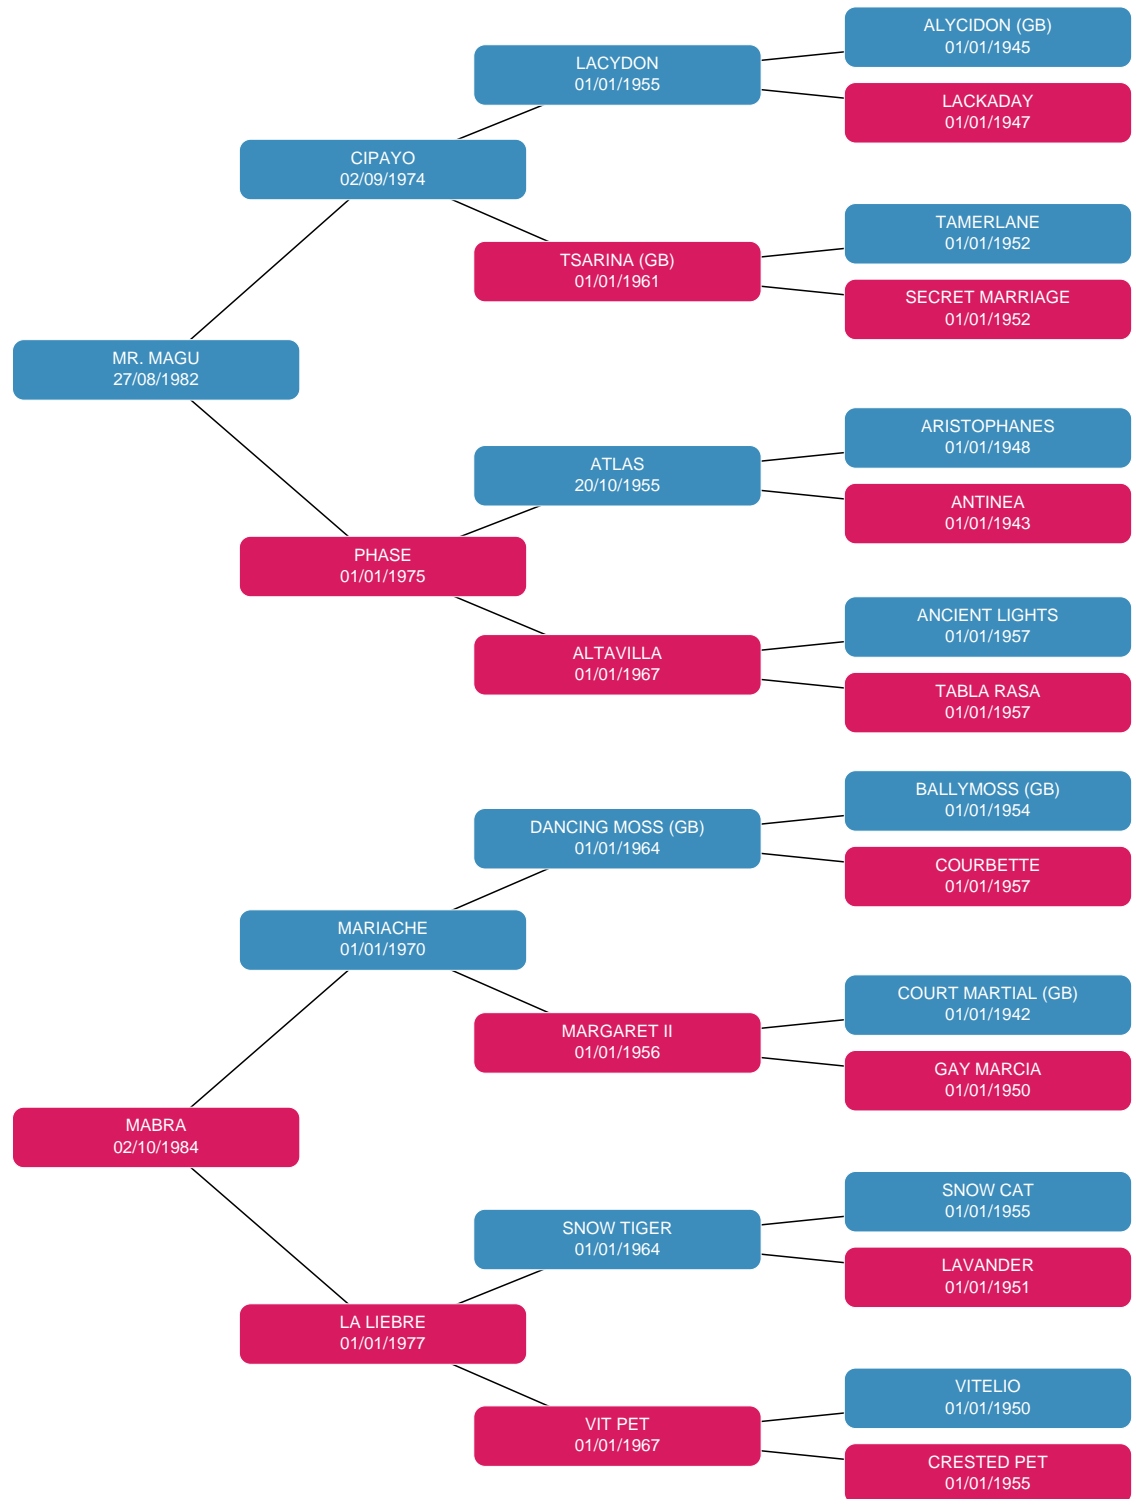 ALYCIDON (GB)
01/01/1945
LACYDON
01/01/1955
LACKADAY
01/01/1947
CIPAYO
02/09/1974
TAMERLANE
01/01/1952
TSARINA (GB)
01/01/1961
SECRET MARRIAGE
01/01/1952
MR. MAGU
27/08/1982
ARISTOPHANES
01/01/1948
ATLAS
20/10/1955
ANTINEA
01/01/1943
PHASE
01/01/1975
ANCIENT LIGHTS
01/01/1957
ALTAVILLA
01/01/1967
TABLA RASA
01/01/1957
BALLYMOSS (GB)
01/01/1954
DANCING MOSS (GB)
01/01/1964
COURBETTE
01/01/1957
MARIACHE
01/01/1970
COURT MARTIAL (GB)
01/01/1942
MARGARET II
01/01/1956
GAY MARCIA
01/01/1950
MABRA
02/10/1984
SNOW CAT
01/01/1955
SNOW TIGER
01/01/1964
LAVANDER
01/01/1951
LA LIEBRE
01/01/1977
VITELIO
01/01/1950
VIT PET
01/01/1967
CRESTED PET
01/01/1955